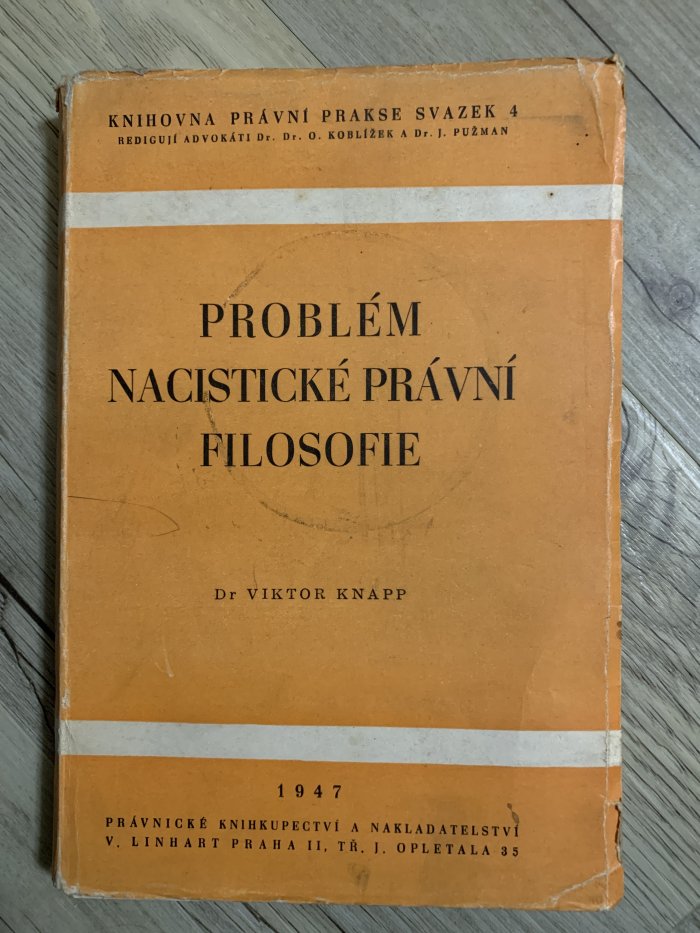 KNIHOVNA PRÁVNÍ PRAKSE SVAZEK 4
REDIGUJÍ ADVOKÁTI Dr. Dr. O. KOBLÍŽEK A Dr. J. PUŽMAN
PROBLÉM
NACISTICKÉ PRÁVNÍ
FILOSOFIE
Dr VIKTOR KNAPP
1947
PRÁVNICKÉ KNIHKUPECTVÍ A NAKLADATELSTVÍ
V. LINHART PRAHA II, TŘ. J. OPLETALA 35